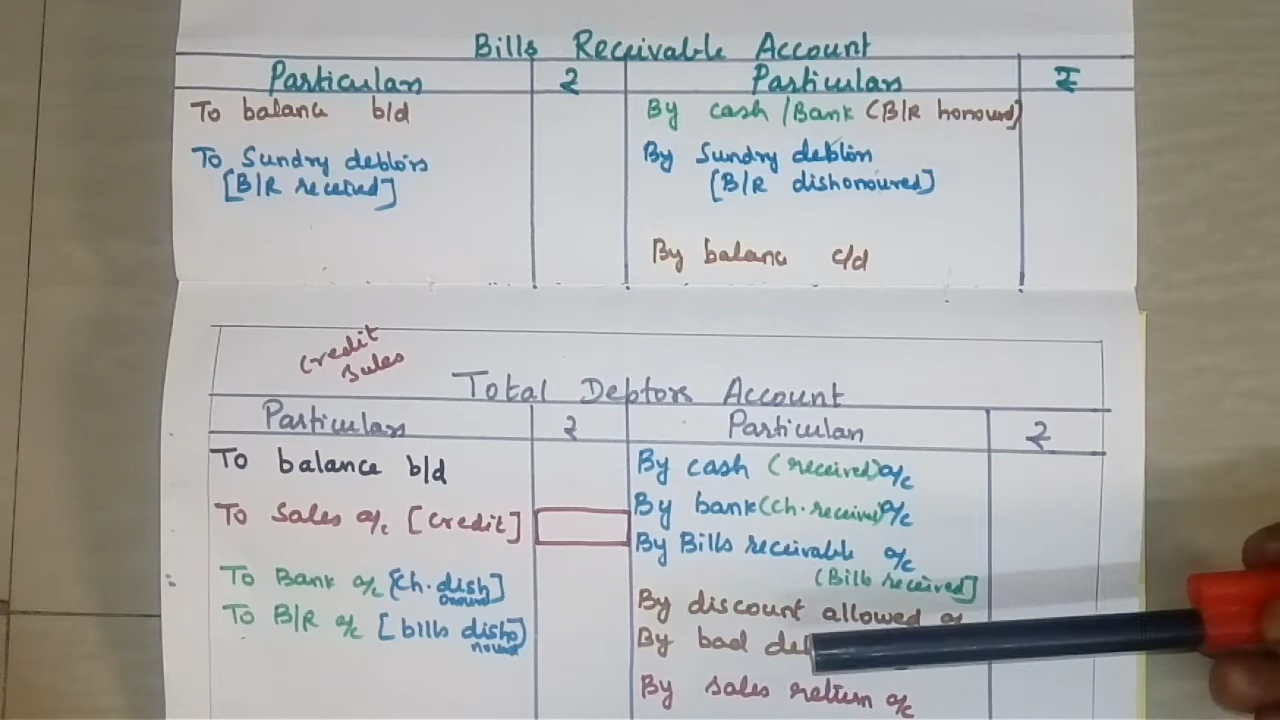 Bills Receivable Account
Particulars ₹ Particulars ₹
To balance b/d
By cash / Bank (B/R honoured)
To Sundry debtors
[B/R received]
By Sundry debtors
[B/R dishonoured]
By balance c/d
Credit
Sales
Total Deptors Account
Particulars ₹ Particulars ₹
To balance b/d
By cash (received) a/c
To Sales a/c [Credit]
By bank (ch. received) a/c
By Bills receivable a/c
(Bills received]
To Bank a/c [ch. dishonoured]
By discount allowed
To B/R a/c [bills dishonoured]
By bad
By sales return a/c